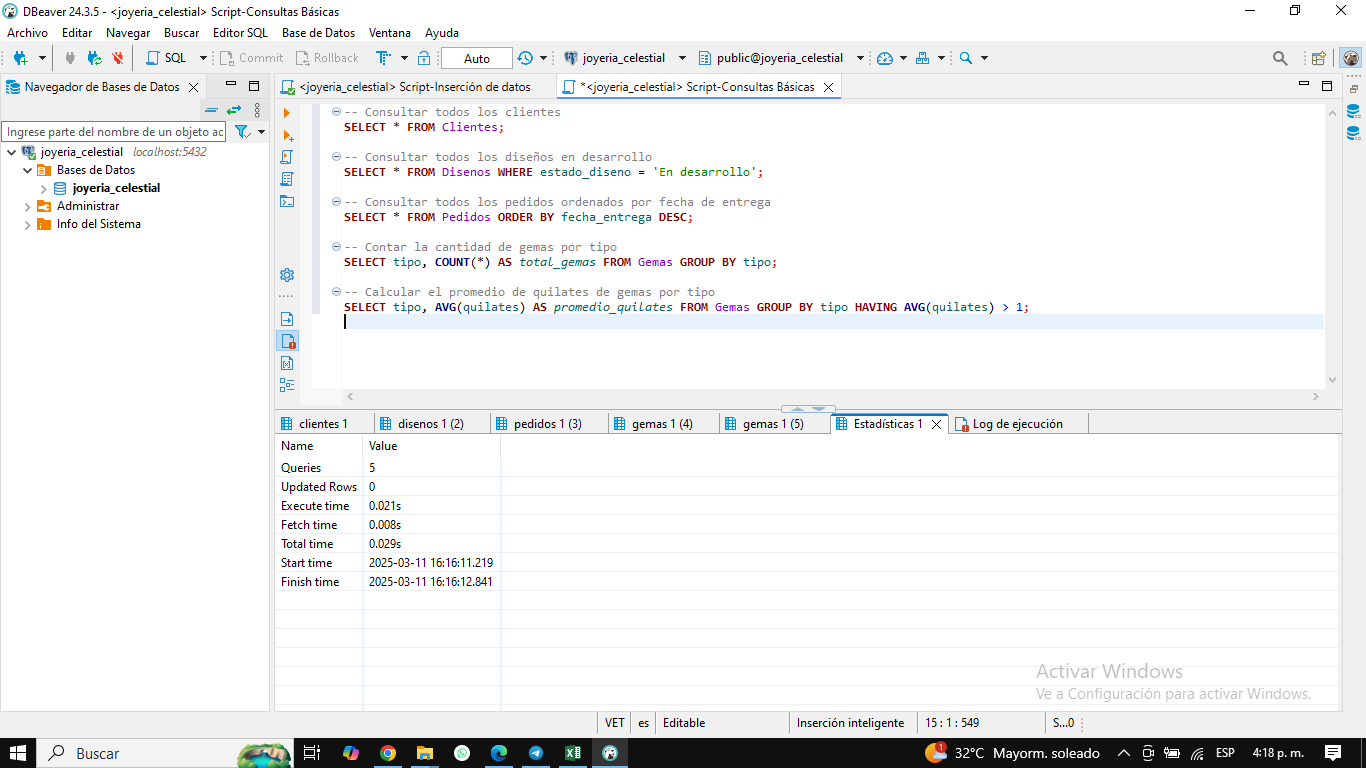 DBeaver 24.3.5 - <joyeria_celestial> Script-Consultas Básicas
Archivo Editar Navegar Buscar Editor SQL Base de Datos Ventana Ayuda
SQL Commit Rollback Auto joyeria_celestial public@joyeria_celestial
Navegador de Bases de Datos
Ingrese parte del nombre de un objeto ac
joyeria_celestial localhost:5432
Bases de Datos
joyeria_celestial
Administrar
Info del Sistema
<joyeria_celestial> Script-Inserción de datos
*<joyeria_celestial> Script-Consultas Básicas
-- Consultar todos los clientes
SELECT * FROM Clientes;
-- Consultar todos los diseños en desarrollo
SELECT * FROM Disenos WHERE estado_diseno = 'En desarrollo';
-- Consultar todos los pedidos ordenados por fecha de entrega
SELECT * FROM Pedidos ORDER BY fecha_entrega DESC;
-- Contar la cantidad de gemas por tipo
SELECT tipo, COUNT(*) AS total_gemas FROM Gemas GROUP BY tipo;
-- Calcular el promedio de quilates de gemas por tipo
SELECT tipo, AVG(quilates) AS promedio_quilates FROM Gemas GROUP BY tipo HAVING AVG(quilates) > 1;
clientes 1 disenos 1 (2) pedidos 1 (3) gemas 1 (4) gemas 1 (5) Estadísticas 1 Log de ejecución
Name Value
Queries 5
Updated Rows 0
Execute time 0.021s
Fetch time 0.008s
Total time 0.029s
Start time 2025-03-11 16:16:11.219
Finish time 2025-03-11 16:16:12.841
Activar Windows
Ve a Configuración para activar Windows.
VET es Editable Inserción inteligente 15 : 1 : 549 S...0
Buscar
1 32°C Mayorm. soleado ESP 4:18 p. m.